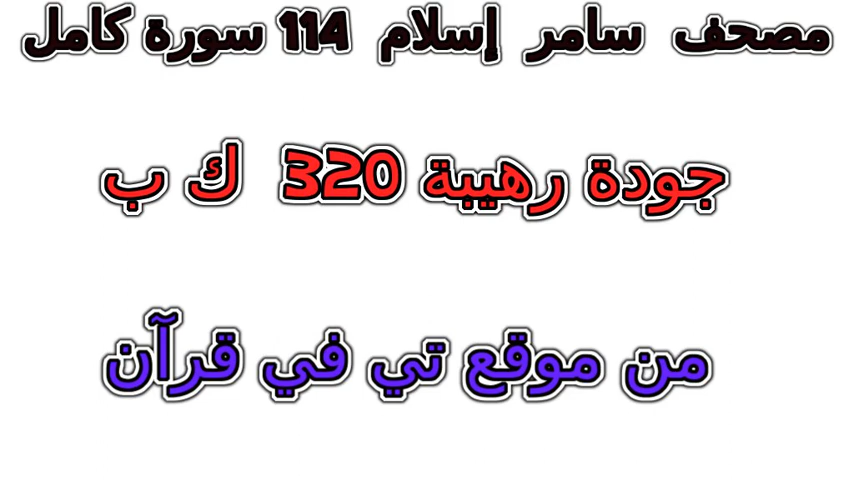 مصحف سامر إسلام 114 سورة كامل
جودة رهيبة 320 ك ب
من موقع تي في قرآن